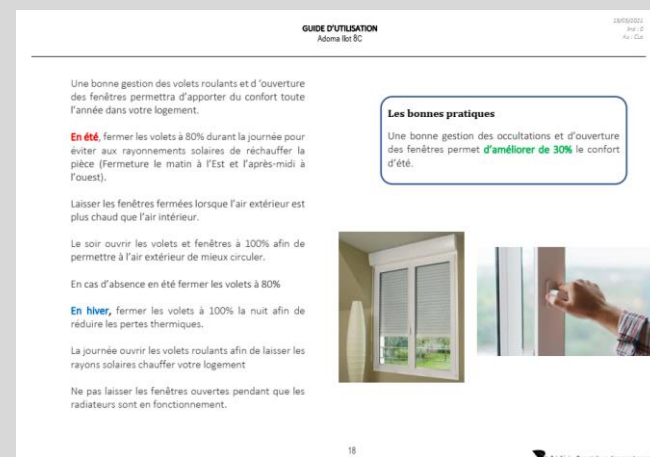 GUIDE D'UTILISATION
Adoma Ilot 8C
Une bonne gestion des volets roulants et d 'ouverture
des fenêtres permettra d'apporter du confort toute
l'année dans votre logement.
En été, fermer les volets à 80% durant la journée pour
éviter aux rayonnements solaires de réchauffer la
pièce (Fermeture le matin à l'Est et l'après-midi à
l'ouest).
Laisser les fenêtres fermées lorsque l'air extérieur est
plus chaud que l'air intérieur.
Le soir ouvrir les volets et fenêtres à 100% afin de
permettre à l'air extérieur de mieux circuler.
En cas d'absence en été fermer les volets à 80%
En hiver, fermer les volets à 100% la nuit afin de
réduire les pertes thermiques.
La journée ouvrir les volets roulants afin de laisser les
rayons solaires chauffer votre logement
Ne pas laisser les fenêtres ouvertes pendant que les
radiateurs sont en fonctionnement.
Les bonnes pratiques
Une bonne gestion des occultations et d'ouverture
des fenêtres permet d'améliorer de 30% le confort
d'été.
18